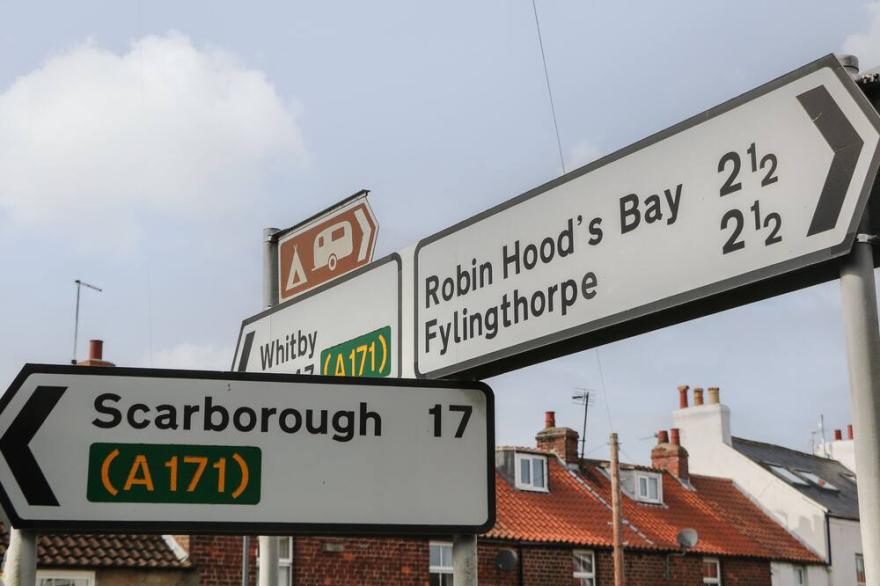 Robin Hood's Bay 2½
Fylingthorpe 2½
Whitby
(A171)
Scarborough 17
(A171)